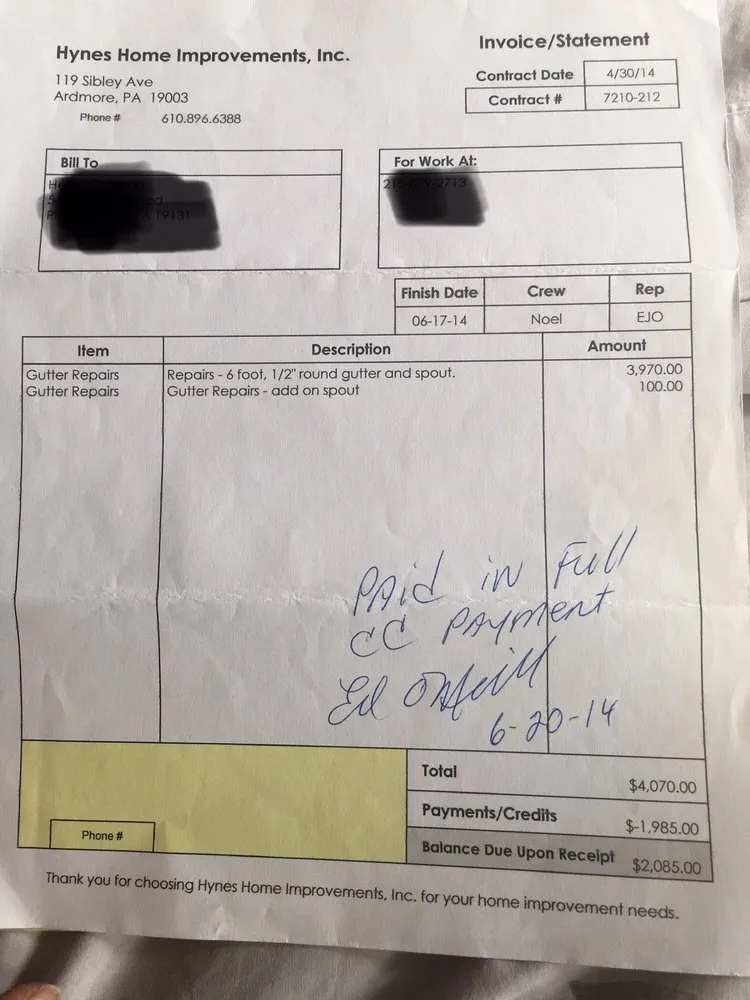 Hynes Home Improvements, Inc.
119 Sibley Ave
Ardmore, PA 19003
Phone # 610.896.6388
Invoice/Statement
Contract Date 4/30/14
Contract # 7210-212
Bill To
19131
For Work At:
Finish Date Crew Rep
06-17-14 Noel EJO
Item Description Amount
Gutter Repairs Repairs - 6 foot, 1/2" round gutter and spout. 3,970.00
Gutter Repairs Gutter Repairs - add on spout 100.00
PAid in Full
CC PAyment
Ed O'Neill
6-20-14
Total $4,070.00
Payments/Credits $-1,985.00
Balance Due Upon Receipt $2,085.00
Phone #
Thank you for choosing Hynes Home Improvements, Inc. for your home improvement needs.